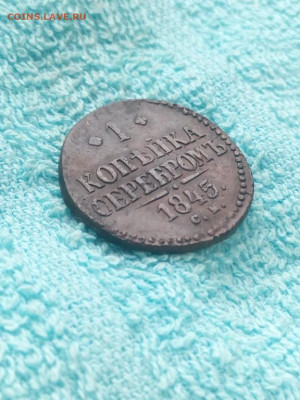 COINS.LAVE.RU
1
КОПѢЙКА
СЕРЕБРОМЪ
1845.
С.М.